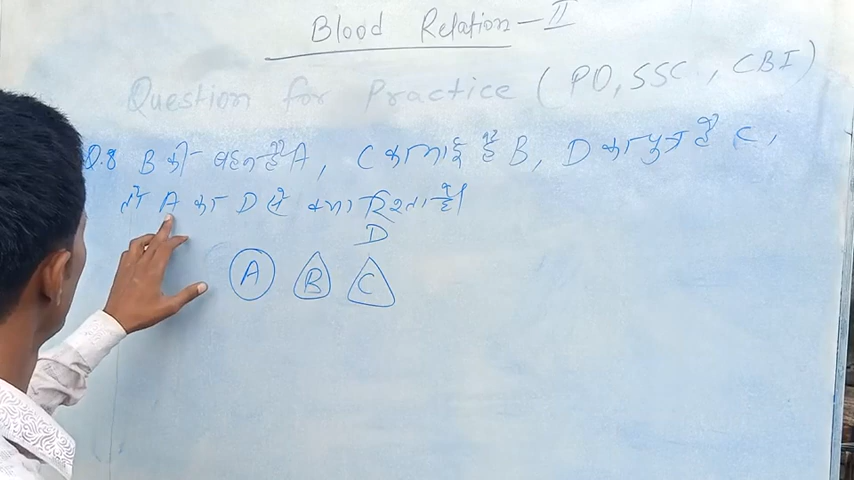 Blood Relation-II
Question for Practice (PO, SSC, CBI)
Q.8 B की बहन है A, C का भाई है B, D का पुत्र है C,
तो A का D से क्या रिश्ता है।
D
A B C